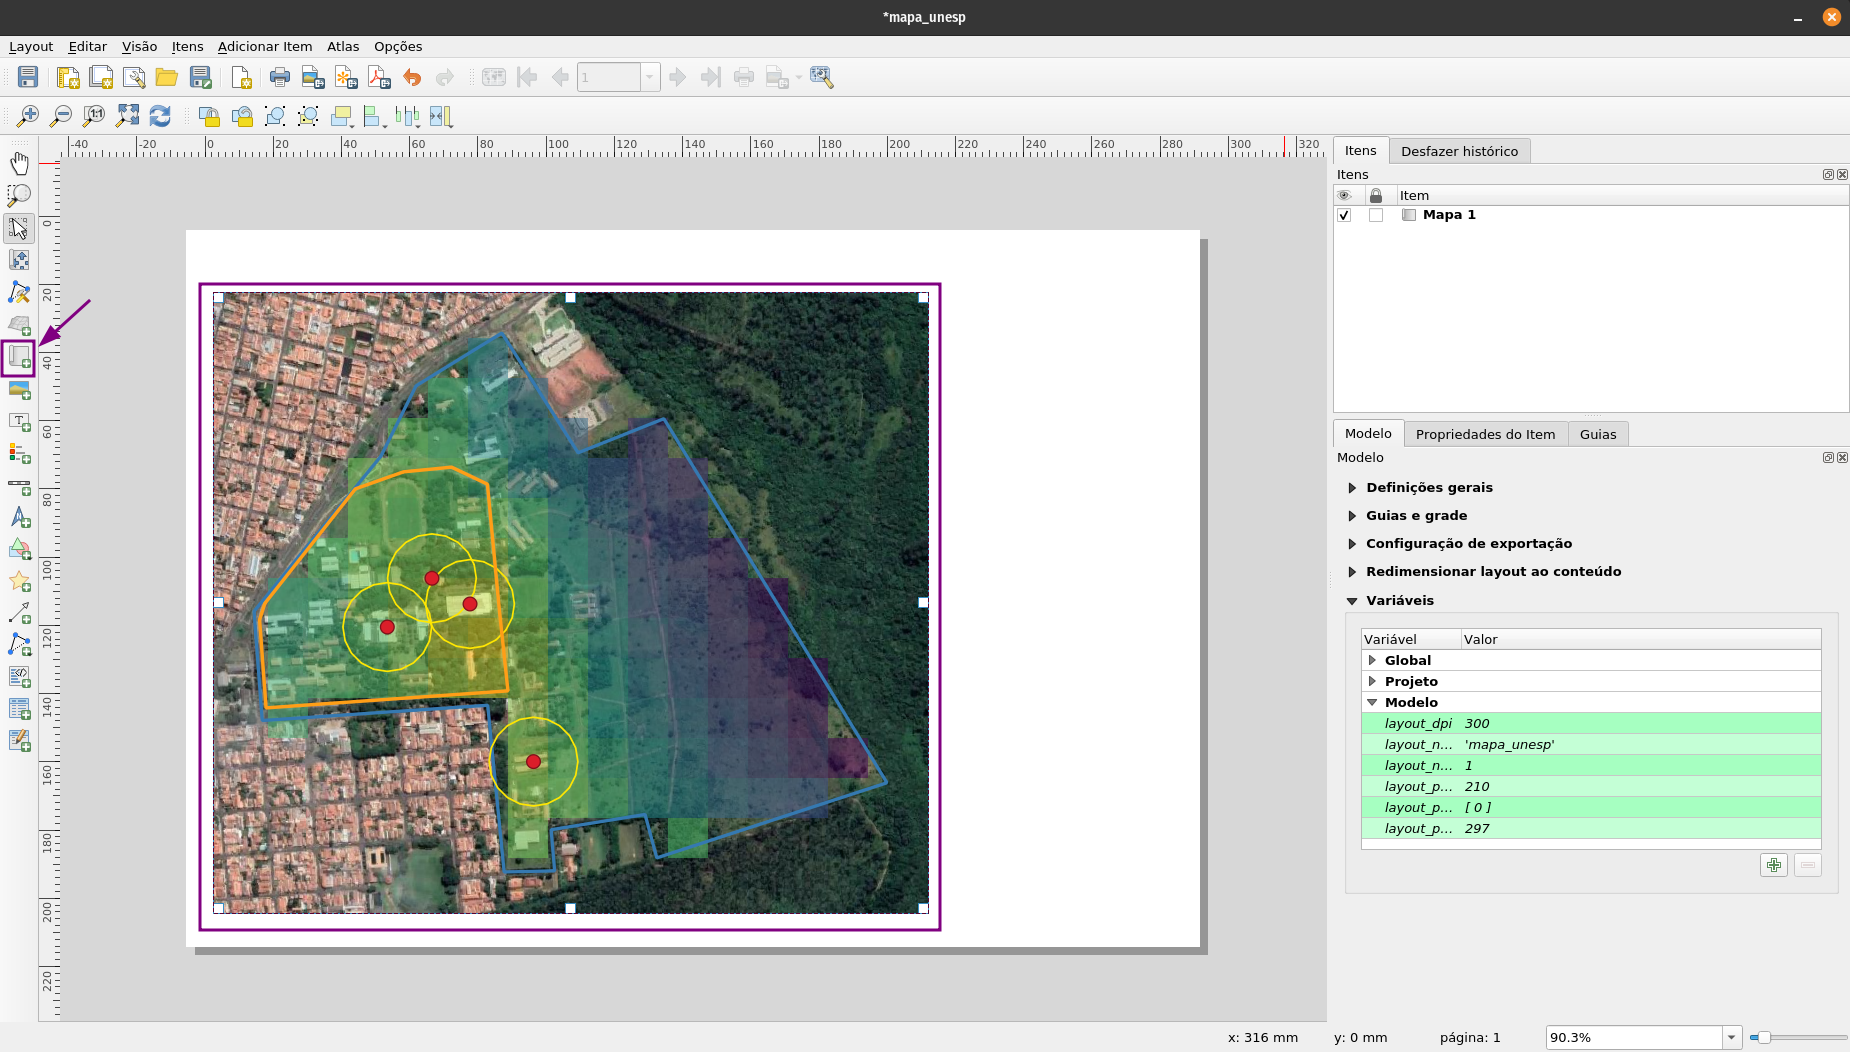 *mapa_unesp
Layout Editar Visão Itens Adicionar Item Atlas Opções
1
1:1
-40 -20 0 20 40 60 80 100 120 140 160 180 200 220 240 260 280 300 320
0
20
40
60
80
100
120
140
160
180
200
220
Itens Desfazer histórico
Itens
Item
Mapa 1
Modelo Propriedades do Item Guias
Modelo
Definições gerais
Guias e grade
Configuração de exportação
Redimensionar layout ao conteúdo
Variáveis
Variável Valor
Global
Projeto
Modelo
layout_dpi 300
layout_n... 'mapa_unesp'
layout_n... 1
layout_p... 210
layout_p... [ 0 ]
layout_p... 297
x: 316 mm y: 0 mm página: 1 90.3%